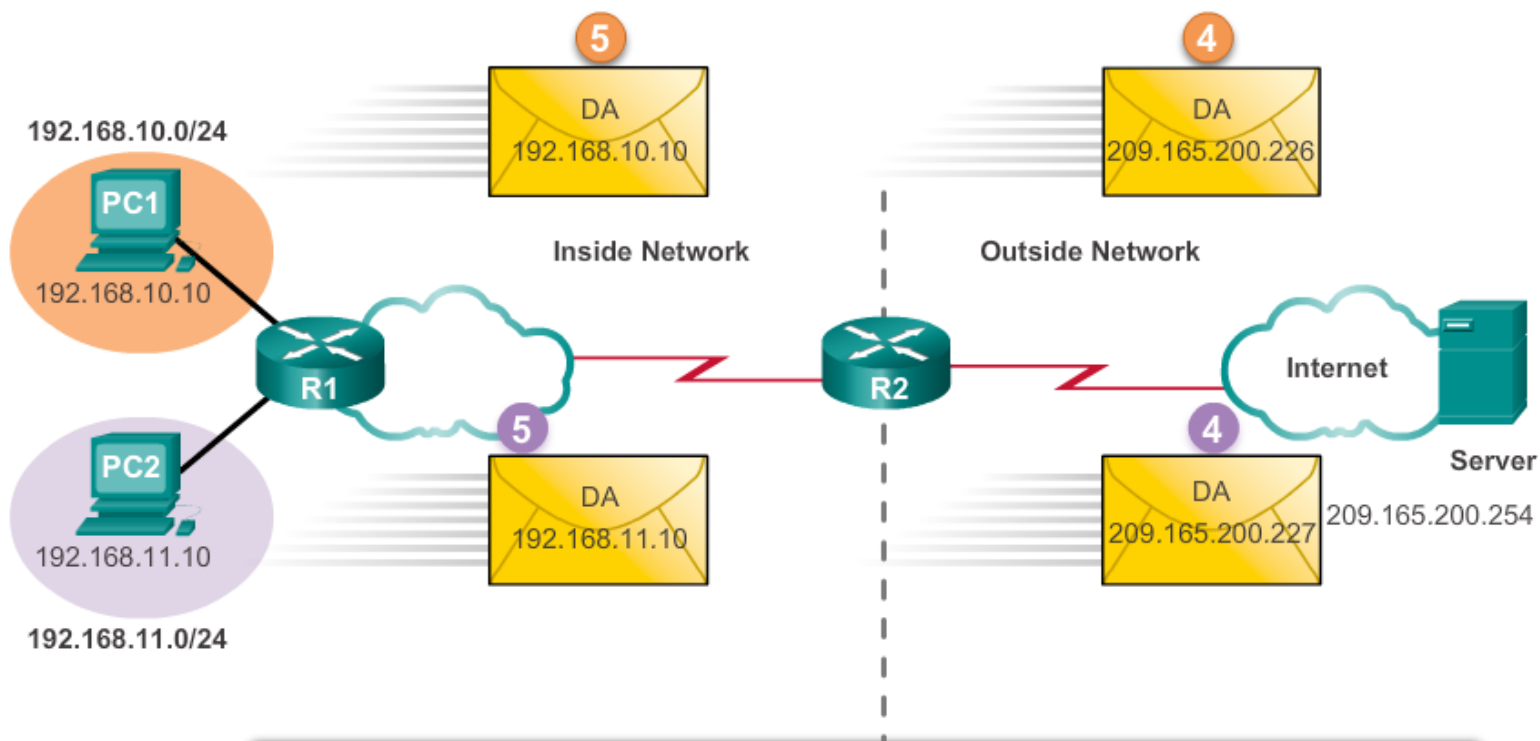 5
4
DA
192.168.10.10
DA
209.165.200.226
192.168.10.0/24
PC1
192.168.10.10
Inside Network
Outside Network
R1
R2
Internet
5
4
PC2
192.168.11.10
DA
192.168.11.10
DA
209.165.200.227
Server
209.165.200.254
192.168.11.0/24